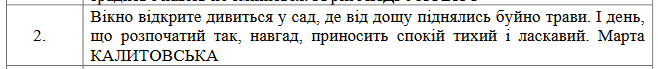 2.
Вікно відкрите дивиться у сад, де від дощу піднялись буйно трави. І день,
що розпочатий так, навгад, приносить спокій тихий і ласкавий. Марта
КАЛИТОВСЬКА